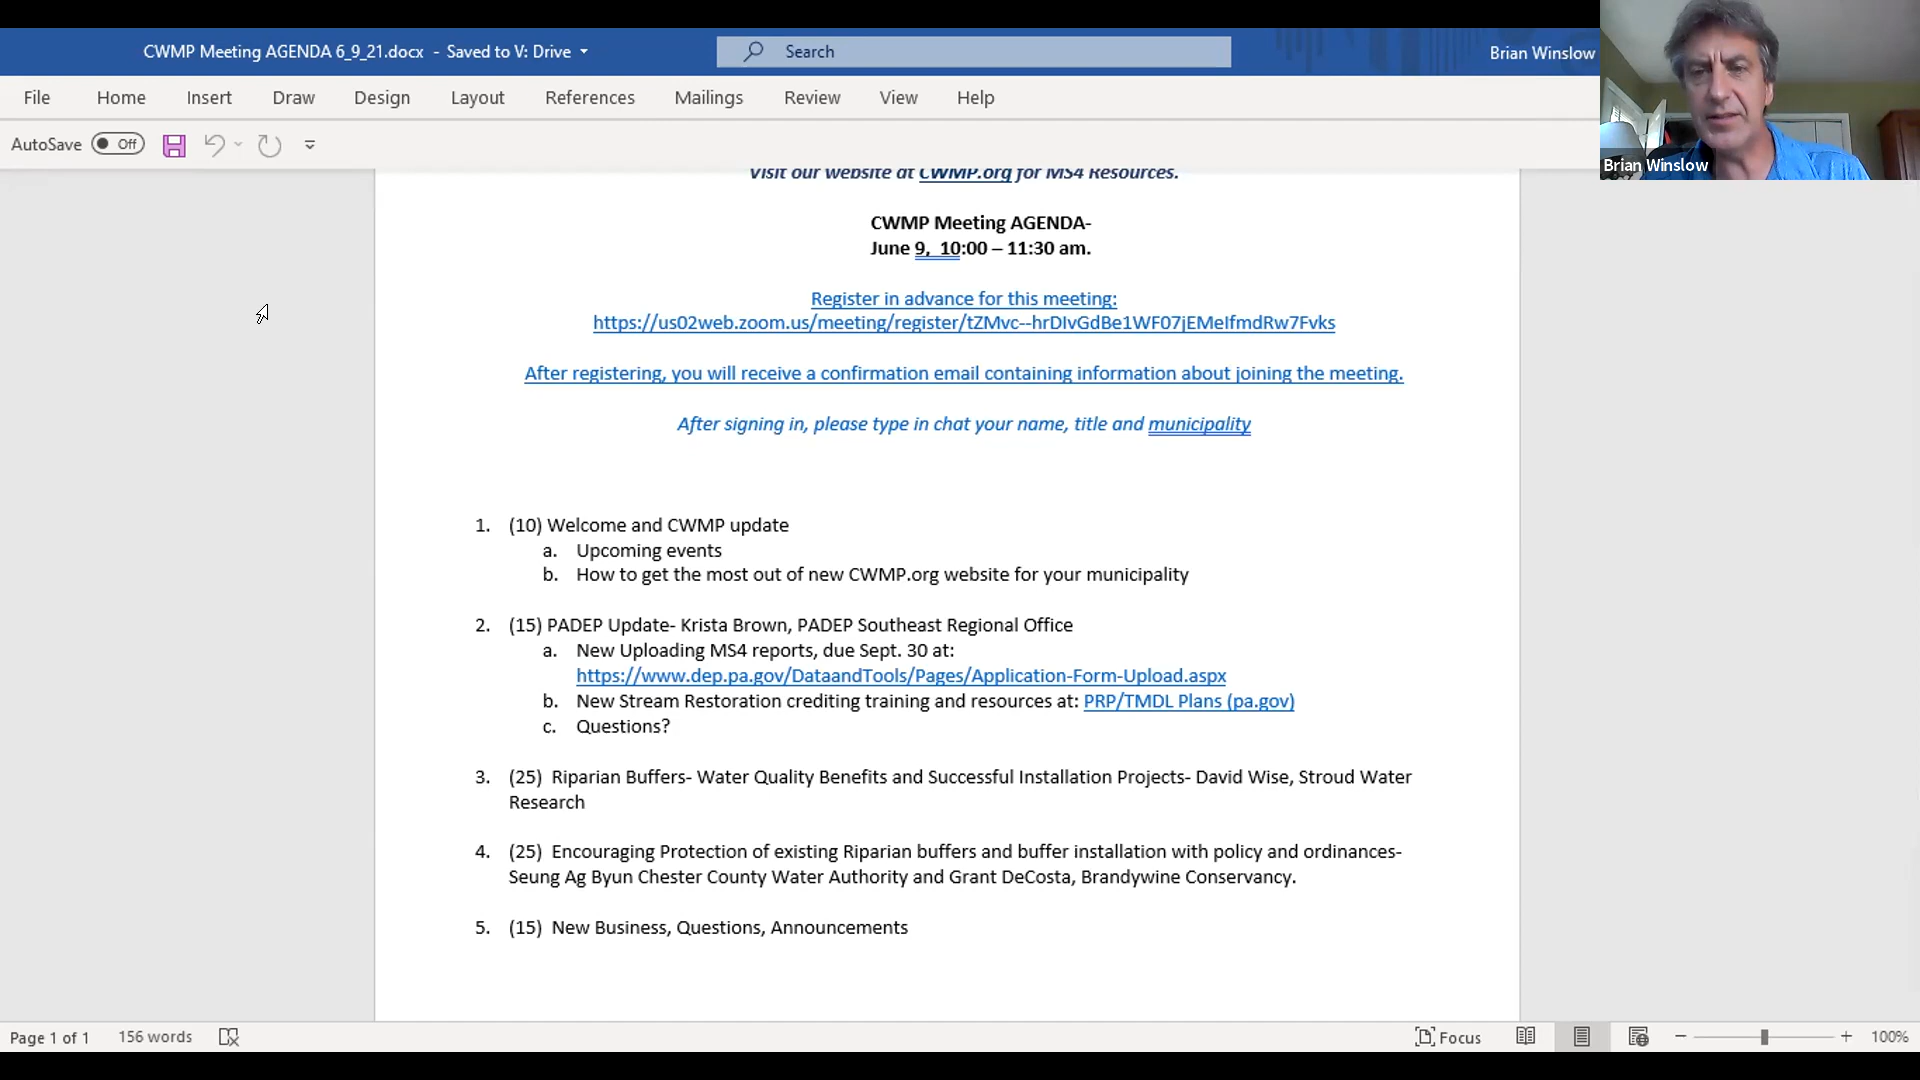 CWMP Meeting AGENDA 6_9_21.docx - Saved to V: Drive
Search
Brian Winslow
File Home Insert Draw Design Layout References Mailings Review View Help
AutoSave Off
Brian Winslow
Visit our website at CWMP.org for MS4 Resources.
CWMP Meeting AGENDA-
June 9, 10:00 – 11:30 am.
Register in advance for this meeting:
https://us02web.zoom.us/meeting/register/tZMvc--hrDIvGdBe1WF07jEMeIfmdRw7Fvks
After registering, you will receive a confirmation email containing information about joining the meeting.
After signing in, please type in chat your name, title and municipality
1. (10) Welcome and CWMP update
a. Upcoming events
b. How to get the most out of new CWMP.org website for your municipality
2. (15) PADEP Update- Krista Brown, PADEP Southeast Regional Office
a. New Uploading MS4 reports, due Sept. 30 at:
https://www.dep.pa.gov/DataandTools/Pages/Application-Form-Upload.aspx
b. New Stream Restoration crediting training and resources at: PRP/TMDL Plans (pa.gov)
c. Questions?
3. (25) Riparian Buffers- Water Quality Benefits and Successful Installation Projects- David Wise, Stroud Water
Research
4. (25) Encouraging Protection of existing Riparian buffers and buffer installation with policy and ordinances-
Seung Ag Byun Chester County Water Authority and Grant DeCosta, Brandywine Conservancy.
5. (15) New Business, Questions, Announcements
Page 1 of 1 156 words
Focus
100%